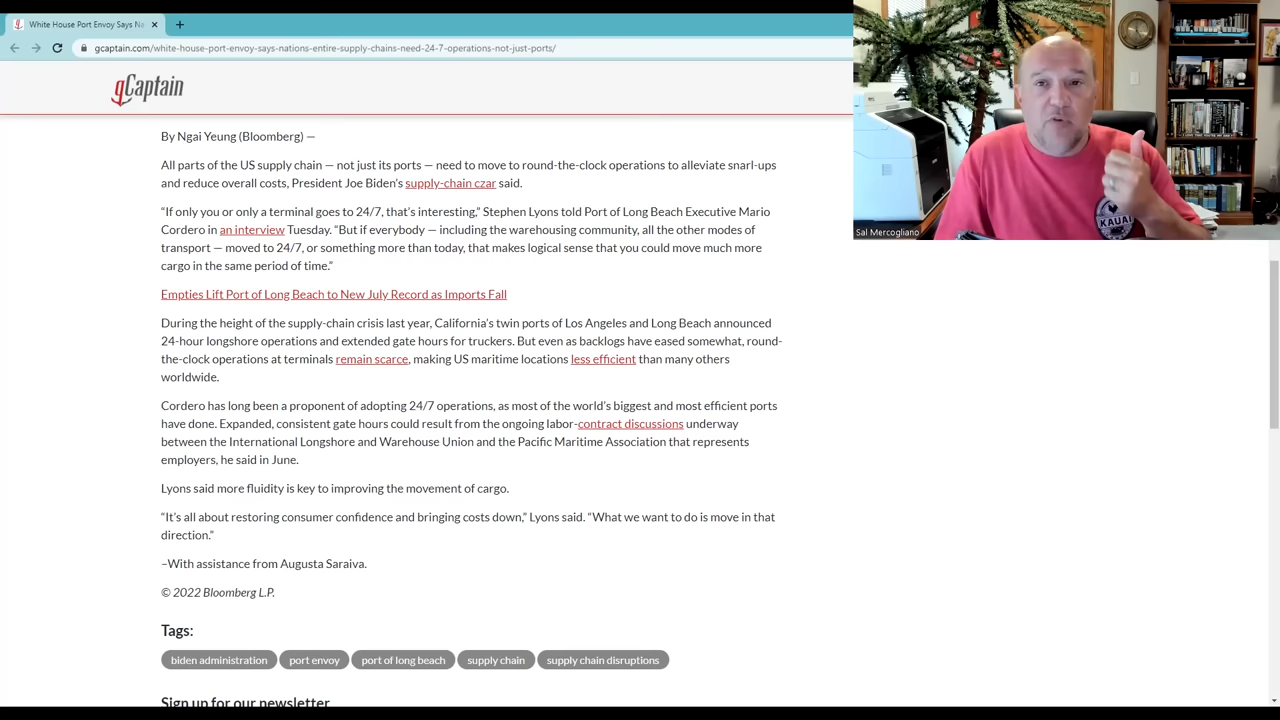 White House Port Envoy Says Na
gcaptain.com/white-house-port-envoy-says-nations-entire-supply-chains-need-24-7-operations-not-just-ports/
gCaptain
By Ngai Yeung (Bloomberg) —
All parts of the US supply chain — not just its ports — need to move to round-the-clock operations to alleviate snarl-ups
and reduce overall costs, President Joe Biden's supply-chain czar said.
“If only you or only a terminal goes to 24/7, that's interesting,” Stephen Lyons told Port of Long Beach Executive Mario
Cordero in an interview Tuesday. “But if everybody — including the warehousing community, all the other modes of
transport — moved to 24/7, or something more than today, that makes logical sense that you could move much more
cargo in the same period of time.”
Empties Lift Port of Long Beach to New July Record as Imports Fall
During the height of the supply-chain crisis last year, California's twin ports of Los Angeles and Long Beach announced
24-hour longshore operations and extended gate hours for truckers. But even as backlogs have eased somewhat, round-
the-clock operations at terminals remain scarce, making US maritime locations less efficient than many others
worldwide.
Cordero has long been a proponent of adopting 24/7 operations, as most of the world's biggest and most efficient ports
have done. Expanded, consistent gate hours could result from the ongoing labor-contract discussions underway
between the International Longshore and Warehouse Union and the Pacific Maritime Association that represents
employers, he said in June.
Lyons said more fluidity is key to improving the movement of cargo.
“It's all about restoring consumer confidence and bringing costs down,” Lyons said. “What we want to do is move in that
direction.”
–With assistance from Augusta Saraiva.
© 2022 Bloomberg L.P.
Tags:
biden administration port envoy port of long beach supply chain supply chain disruptions
Sign up for our newsletter
KAUAI
Sal Mercogliano